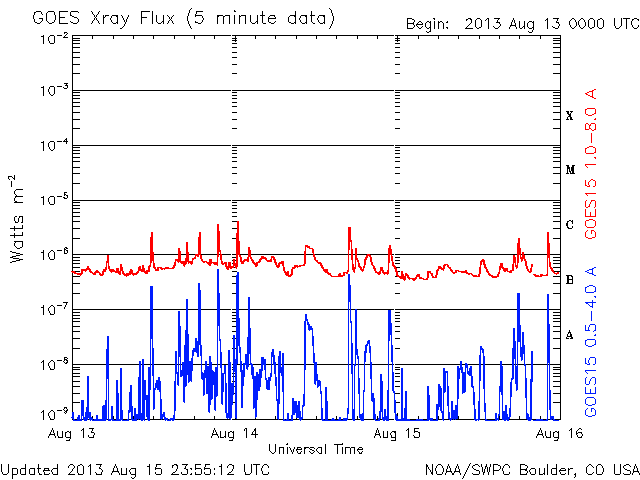 GOES Xray Flux (5 minute data)
Begin: 2013 Aug 13 0000 UTC
10⁻²
10⁻³
10⁻⁴
10⁻⁵
10⁻⁶
10⁻⁷
10⁻⁸
10⁻⁹
Watts m⁻²
X
M
C
B
A
GOES15 1.0-8.0 A
GOES15 0.5-4.0 A
Aug 13
Aug 14
Aug 15
Aug 16
Universal Time
Updated 2013 Aug 15 23:55:12 UTC
NOAA/SWPC Boulder, CO USA